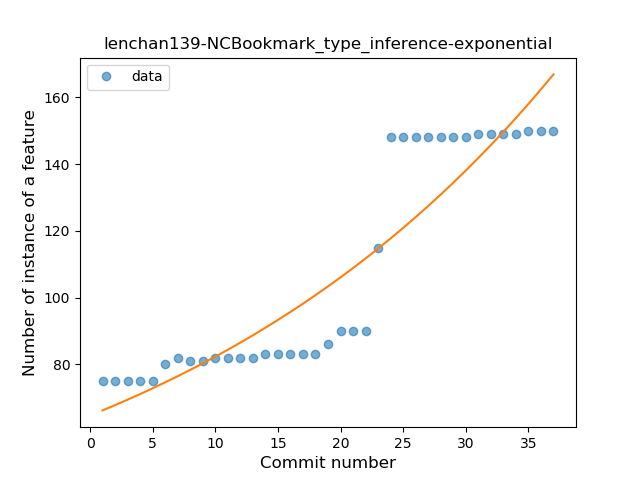 lenchan139-NCBookmark_type_inference-exponential
data
Number of instance of a feature
160
140
120
100
80
0 5 10 15 20 25 30 35
Commit number